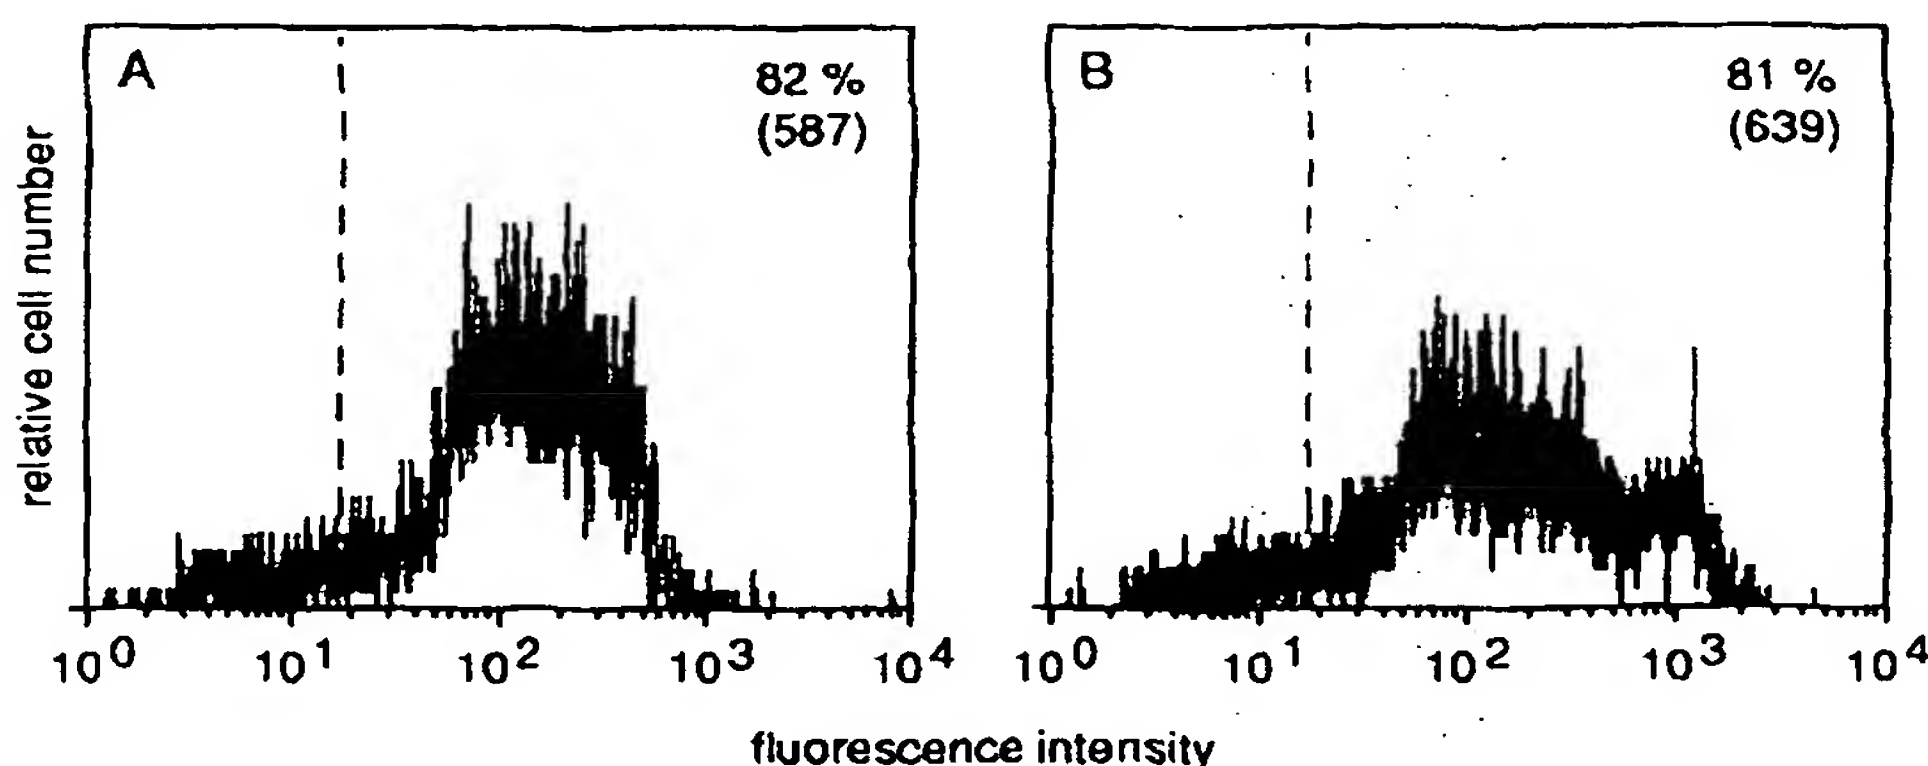 A
82 %
(587)
B
81 %
(639)
relative cell number
10⁰ 10¹ 10² 10³ 10⁴
10⁰ 10¹ 10² 10³ 10⁴
fluorescence intensity